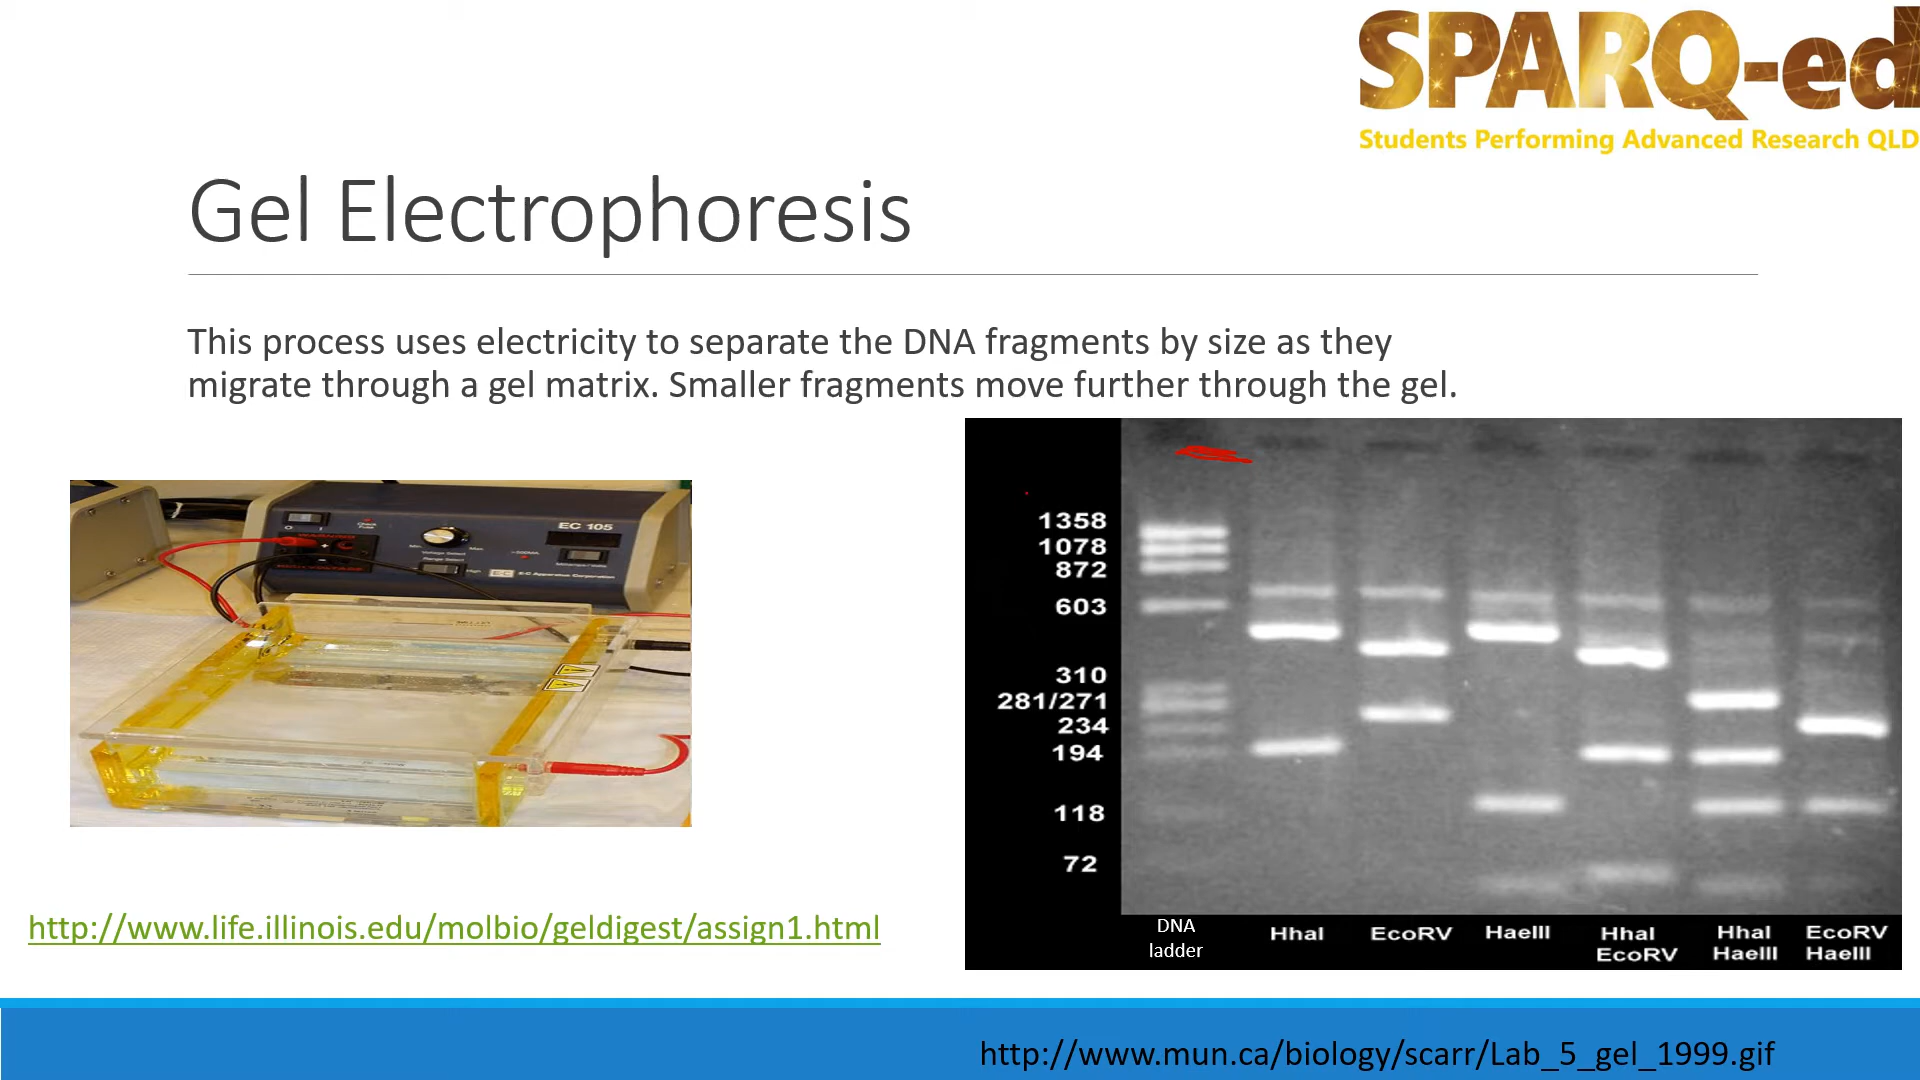 SPARQ-ed
Students Performing Advanced Research QLD
Gel Electrophoresis
This process uses electricity to separate the DNA fragments by size as they
migrate through a gel matrix. Smaller fragments move further through the gel.
EC 105
E-C Apparatus Corporation
1358
1078
872
603
310
281/271
234
194
118
72
DNA
ladder
HhaI
EcoRV
HaeIII
HhaI
EcoRV
HhaI
HaeIII
EcoRV
HaeIII
http://www.life.illinois.edu/molbio/geldigest/assign1.html
http://www.mun.ca/biology/scarr/Lab_5_gel_1999.gif